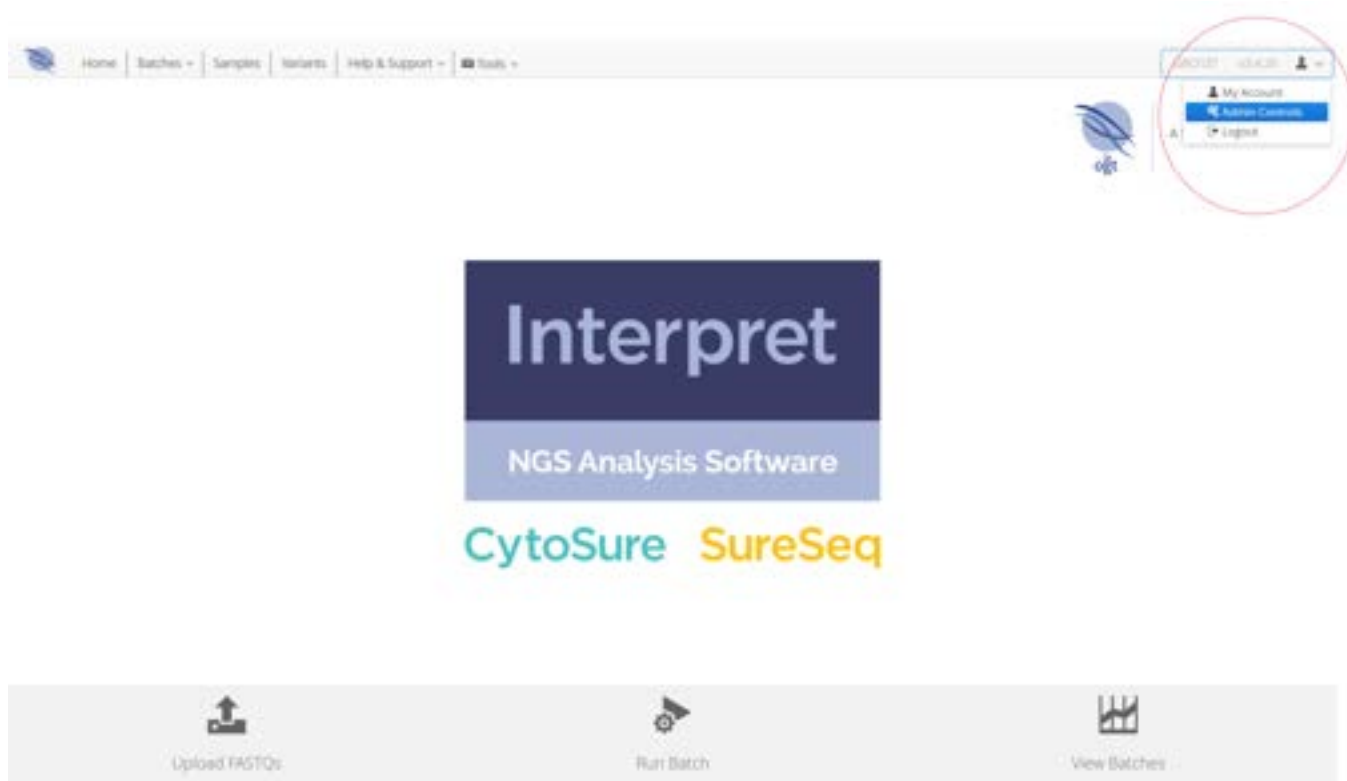 Home Batches Samples Variants Help & Support Tools
My Account
Admin Controls
Logout
ogt
A
Interpret
NGS Analysis Software
CytoSure SureSeq
Upload FASTQs Run Batch View Batches